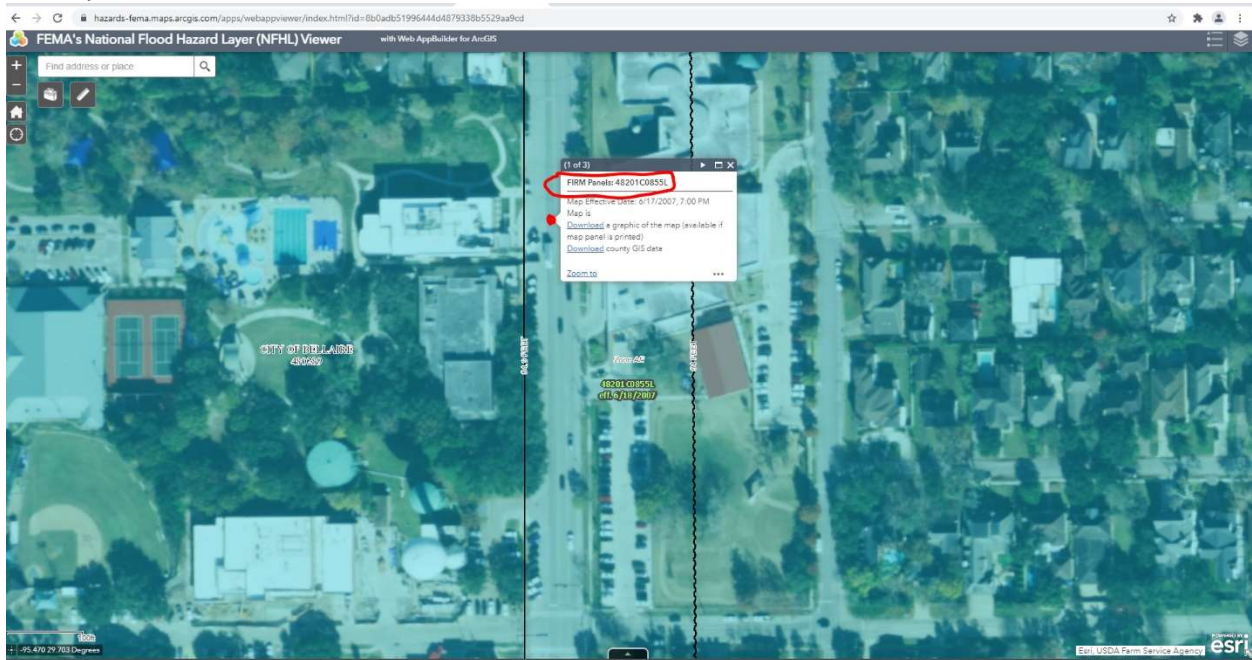 hazards-fema.maps.arcgis.com/apps/webappviewer/index.html?id=8b0adb51996444d4879338b5529aa9cd
FEMA's National Flood Hazard Layer (NFHL) Viewer with Web AppBuilder for ArcGIS
Find address or place
(1 of 3)
FIRM Panels: 48201C0855L
Map Effective Date: 6/17/2007, 7:00 PM
Map is
Download a graphic of the map (available if
map panel is printed)
Download county GIS data
Zoom to
CITY OF BELLAIRE
480289
Zone AE
48201C0855L
eff. 6/18/2007
100ft
-95.470 29.703 Degrees
Esri, USDA Farm Service Agency
POWERED BY
esri